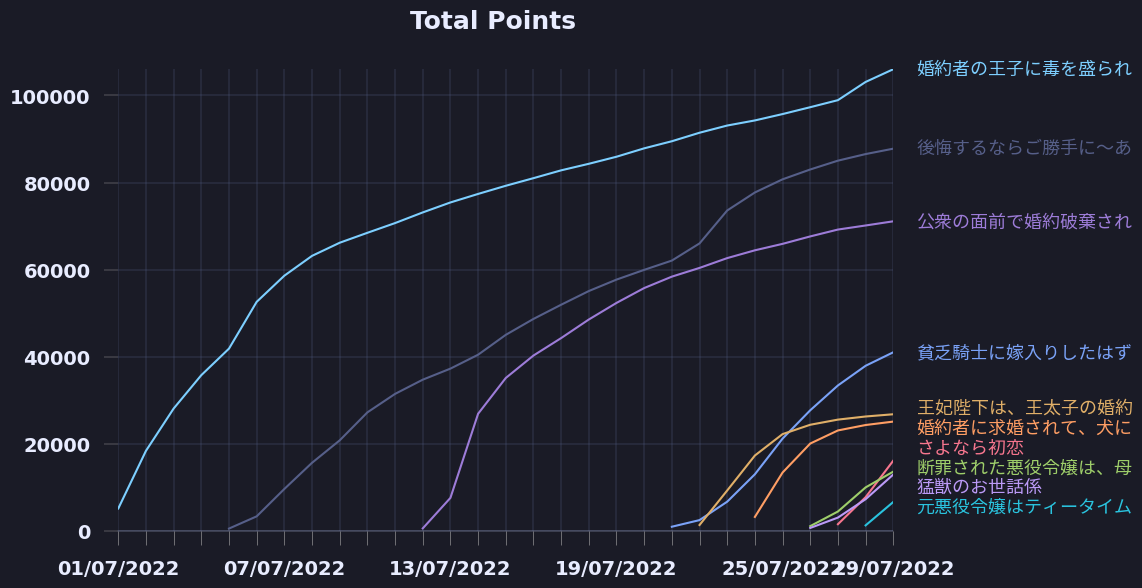 Total Points
100000
80000
60000
40000
20000
0
01/07/2022 07/07/2022 13/07/2022 19/07/2022 25/07/2022 29/07/2022
婚約者の王子に毒を盛られ
後悔するならご勝手に～あ
公衆の面前で婚約破棄され
貧乏騎士に嫁入りしたはず
王妃陛下は、王太子の婚約
婚約者に求婚されて、犬に
さよなら初恋
断罪された悪役令嬢は、母
猛獣のお世話係
元悪役令嬢はティータイム